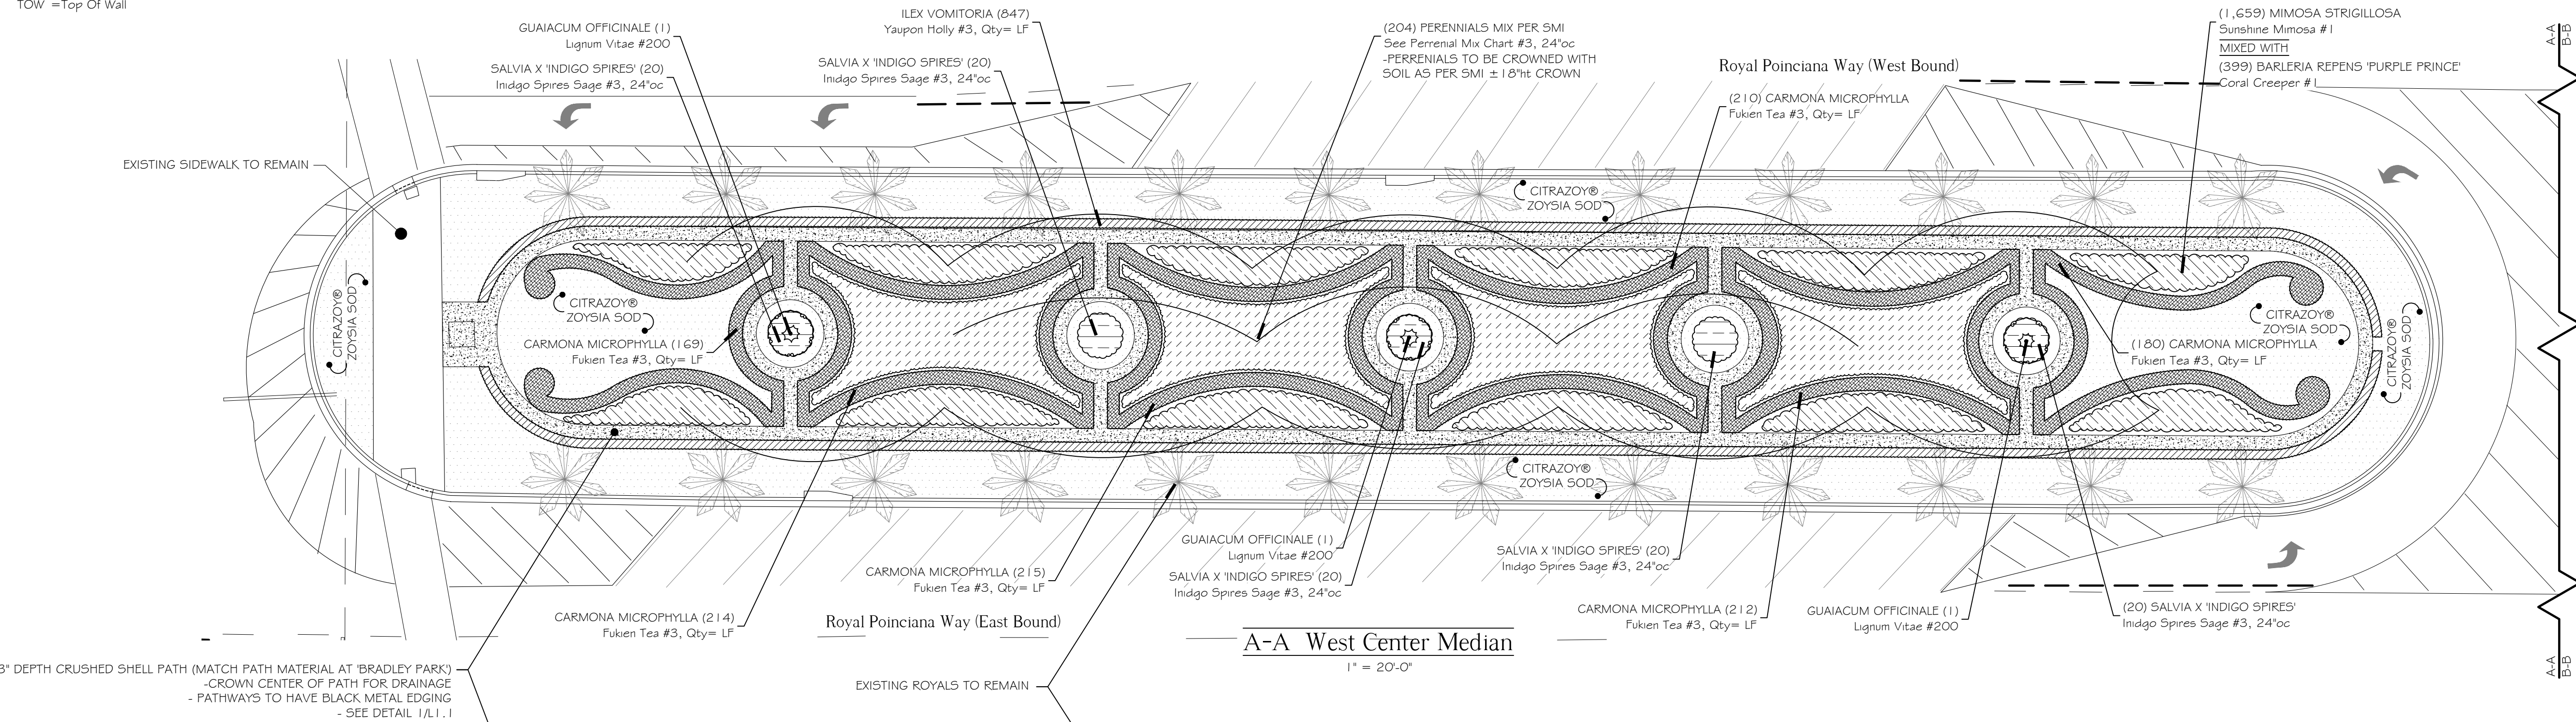 TOW =Top Of Wall
GUAIACUM OFFICINALE (1)
Lignum Vitae #200
SALVIA X 'INDIGO SPIRES' (20)
Inidgo Spires Sage #3, 24"oc
ILEX VOMITORIA (847)
Yaupon Holly #3, Qty= LF
SALVIA X 'INDIGO SPIRES' (20)
Inidgo Spires Sage #3, 24"oc
(204) PERENNIALS MIX PER SMI
See Perrenial Mix Chart #3, 24"oc
-PERRENIALS TO BE CROWNED WITH
SOIL AS PER SMI ±18"ht CROWN
Royal Poinciana Way (West Bound)
(210) CARMONA MICROPHYLLA
Fukien Tea #3, Qty= LF
(1,659) MIMOSA STRIGILLOSA
Sunshine Mimosa #1
MIXED WITH
(399) BARLERIA REPENS 'PURPLE PRINCE'
Coral Creeper #1
A-A
B-B
EXISTING SIDEWALK TO REMAIN
CITRAZOY®
ZOYSIA SOD
CITRAZOY®
ZOYSIA SOD
CITRAZOY®
ZOYSIA SOD
CARMONA MICROPHYLLA (169)
Fukien Tea #3, Qty= LF
CITRAZOY®
ZOYSIA SOD
(180) CARMONA MICROPHYLLA
Fukien Tea #3, Qty= LF
CITRAZOY®
ZOYSIA SOD
CITRAZOY®
ZOYSIA SOD
GUAIACUM OFFICINALE (1)
Lignum Vitae #200
SALVIA X 'INDIGO SPIRES' (20)
Inidgo Spires Sage #3, 24"oc
SALVIA X 'INDIGO SPIRES' (20)
Inidgo Spires Sage #3, 24"oc
CARMONA MICROPHYLLA (215)
Fukien Tea #3, Qty= LF
CARMONA MICROPHYLLA (214)
Fukien Tea #3, Qty= LF
Royal Poinciana Way (East Bound)
CARMONA MICROPHYLLA (212)
Fukien Tea #3, Qty= LF
GUAIACUM OFFICINALE (1)
Lignum Vitae #200
(20) SALVIA X 'INDIGO SPIRES'
Inidgo Spires Sage #3, 24"oc
A-A West Center Median
1" = 20'-0"
3" DEPTH CRUSHED SHELL PATH (MATCH PATH MATERIAL AT 'BRADLEY PARK')
-CROWN CENTER OF PATH FOR DRAINAGE
- PATHWAYS TO HAVE BLACK METAL EDGING
- SEE DETAIL 1/L1.1
EXISTING ROYALS TO REMAIN
A-A
B-B